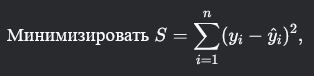 Минимизировать $S = \sum_{i=1}^{n} (y_i - \hat{y}_i)^2,$